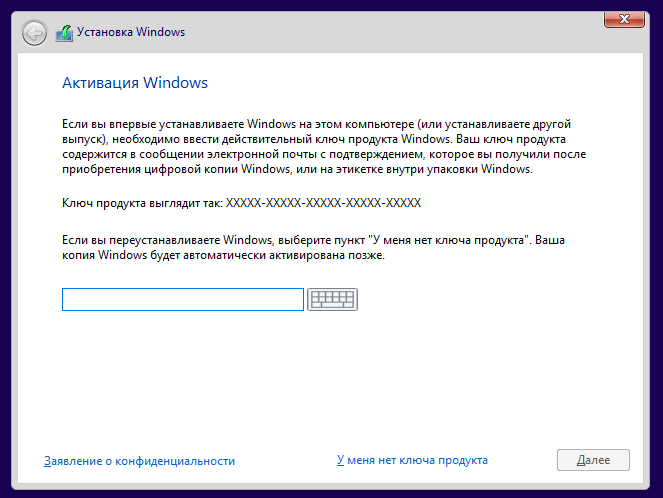 Установка Windows
Активация Windows
Если вы впервые устанавливаете Windows на этом компьютере (или устанавливаете другой
выпуск), необходимо ввести действительный ключ продукта Windows. Ваш ключ продукта
содержится в сообщении электронной почты с подтверждением, которое вы получили после
приобретения цифровой копии Windows, или на этикетке внутри упаковки Windows.
Ключ продукта выглядит так: XXXXX-XXXXX-XXXXX-XXXXX-XXXXX
Если вы переустанавливаете Windows, выберите пункт "У меня нет ключа продукта". Ваша
копия Windows будет автоматически активирована позже.
Заявление о конфиденциальности
У меня нет ключа продукта
Далее